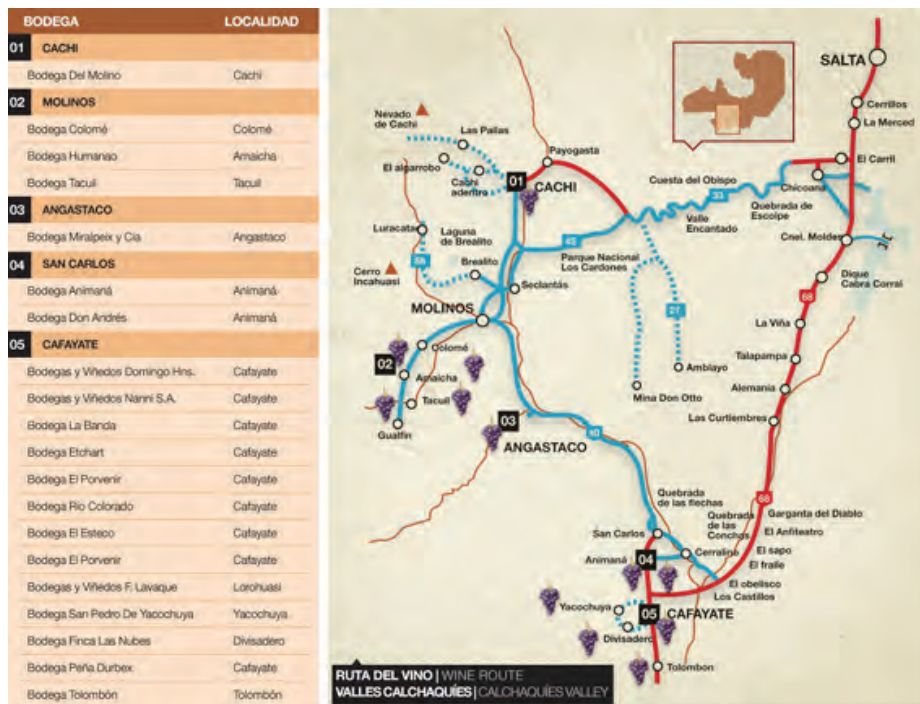 BODEGA LOCALIDAD
01 CACHI
Bodega Del Molino Cachi
02 MOLINOS
Bodega Colomé Colomé
Bodega Humanao Amaicha
Bodega Tacuil Tacuil
03 ANGASTACO
Bodega Miralpeix y Cia Angastaco
04 SAN CARLOS
Bodega Animaná Animaná
Bodega Don Andrés Animaná
05 CAFAYATE
Bodegas y Viñedos Domingo Hns. Cafayate
Bodegas y Viñedos Nanni S.A. Cafayate
Bodega La Banda Cafayate
Bodega Etchart Cafayate
Bodega El Porvenir Cafayate
Bodega Rio Colorado Cafayate
Bodega El Esteco Cafayate
Bodega El Porvenir Cafayate
Bodegas y Viñedos F. Lavaque Lorohuasi
Bodega San Pedro De Yacochuya Yacochuya
Bodega Finca Las Nubes Divisadero
Bodega Peña Durbex Cafayate
Bodega Tolombón Tolombón
SALTA
Cerrillos
La Merced
El Carril
Chicoana
Nevado
de Cachi
Las Pailas
El algarrobo
Cachi
adentro
Payogasta
01
CACHI
Cuesta del Obispo
33
Valle
Encantado
Quebrada de
Escoipe
Cnel. Moldes
Luracatao
Laguna
de Brealito
40
Parque Nacional
Los Cardones
Cerro
Incahuasi
Brealito
Seclantás
Dique
Cabra Corral
68
MOLINOS
27
La Viña
02
Colomé
Amaicha
Tacuil
Gualfín
Talapampa
Amblayo
Mina Don Otto
Alemania
Las Curtiembres
03
ANGASTACO
40
Quebrada
de las flechas
Quebrada
de las
Conchas
68
Garganta del Diablo
El Anfiteatro
San Carlos
Animaná
04
El sapo
El fraile
El obelisco
Los Castillos
Yacochuya
05
CAFAYATE
Divisadero
Tolombon
RUTA DEL VINO | WINE ROUTE
VALLES CALCHAQUÍES | CALCHAQUÍES VALLEY